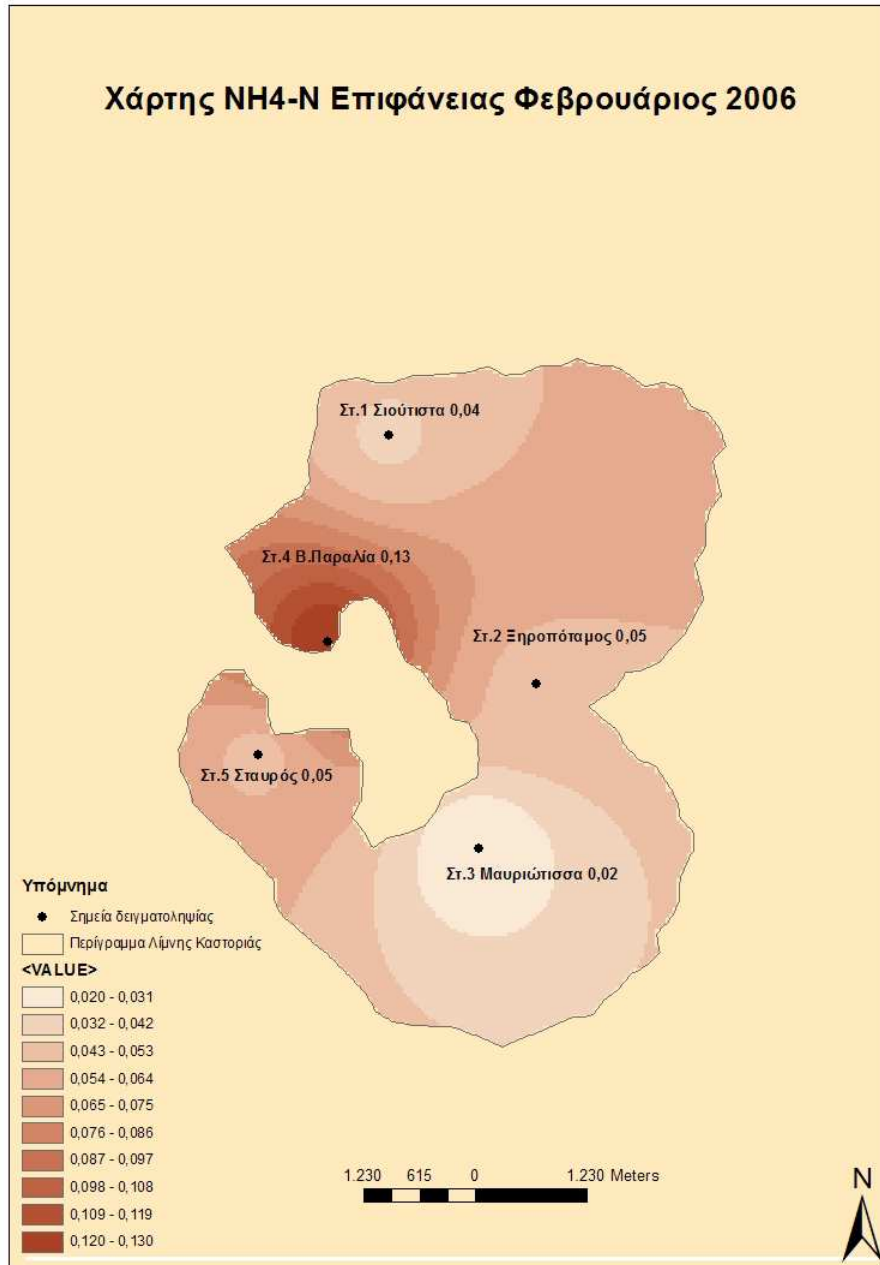 Χάρτης NH4-N Επιφάνειας Φεβρουάριος 2006
Στ.1 Σιούτιστα 0,04
Στ.4 Β.Παραλία 0,13
Στ.2 Ξηροπόταμος 0,05
Στ.5 Σταυρός 0,05
Στ.3 Μαυριώτισσα 0,02
Υπόμνημα
Σημεία δειγματοληψίας
Περίγραμμα Λίμνης Καστοριάς
<VALUE>
0,020 - 0,031
0,032 - 0,042
0,043 - 0,053
0,054 - 0,064
0,065 - 0,075
0,076 - 0,086
0,087 - 0,097
0,098 - 0,108
0,109 - 0,119
0,120 - 0,130
1.230 615 0 1.230 Meters
N